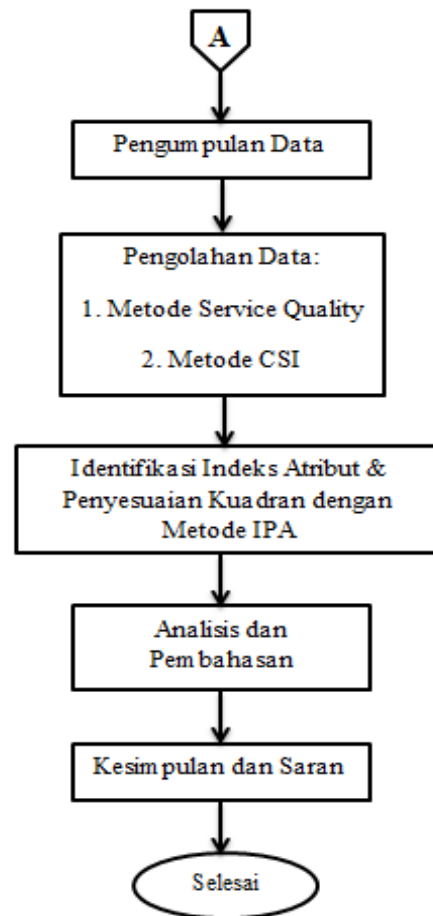 A
Pengumpulan Data
Pengolahan Data:
1. Metode Service Quality
2. Metode CSI
Identifikasi Indeks Atribut &
Penyesuaian Kuadran dengan
Metode IPA
Analisis dan
Pembahasan
Kesimpulan dan Saran
Selesai